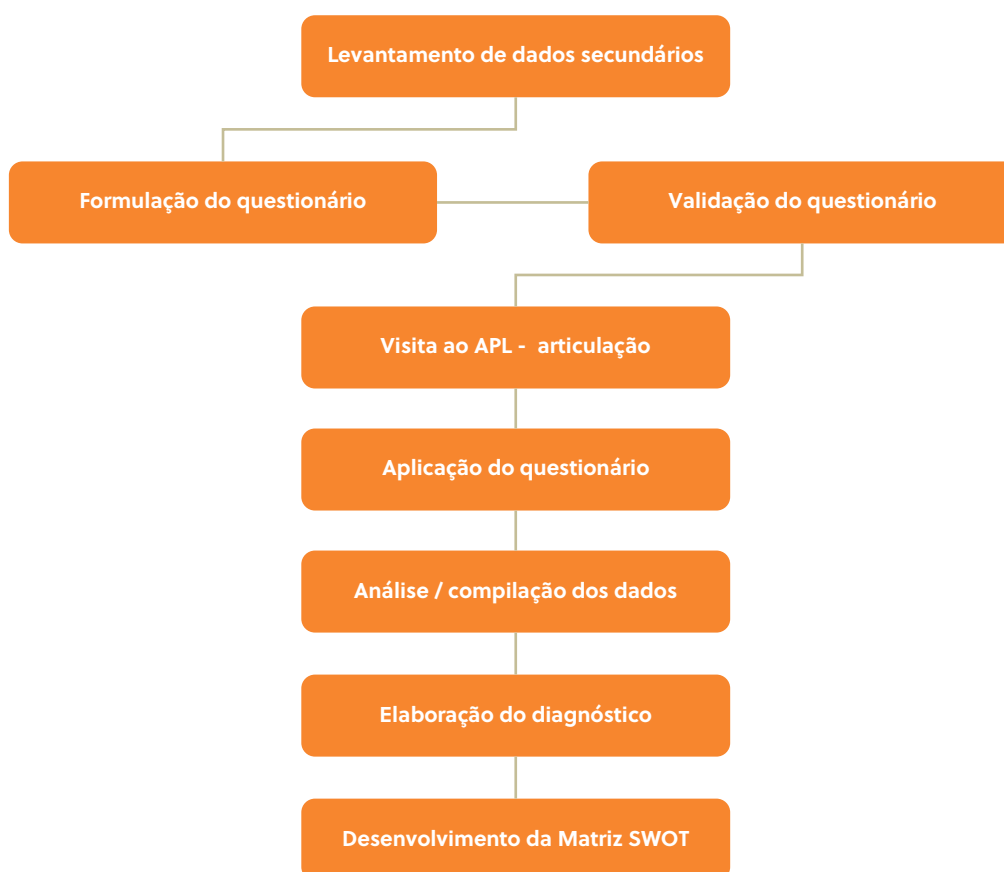 Levantamento de dados secundários
Formulação do questionário
Validação do questionário
Visita ao APL - articulação
Aplicação do questionário
Análise / compilação dos dados
Elaboração do diagnóstico
Desenvolvimento da Matriz SWOT